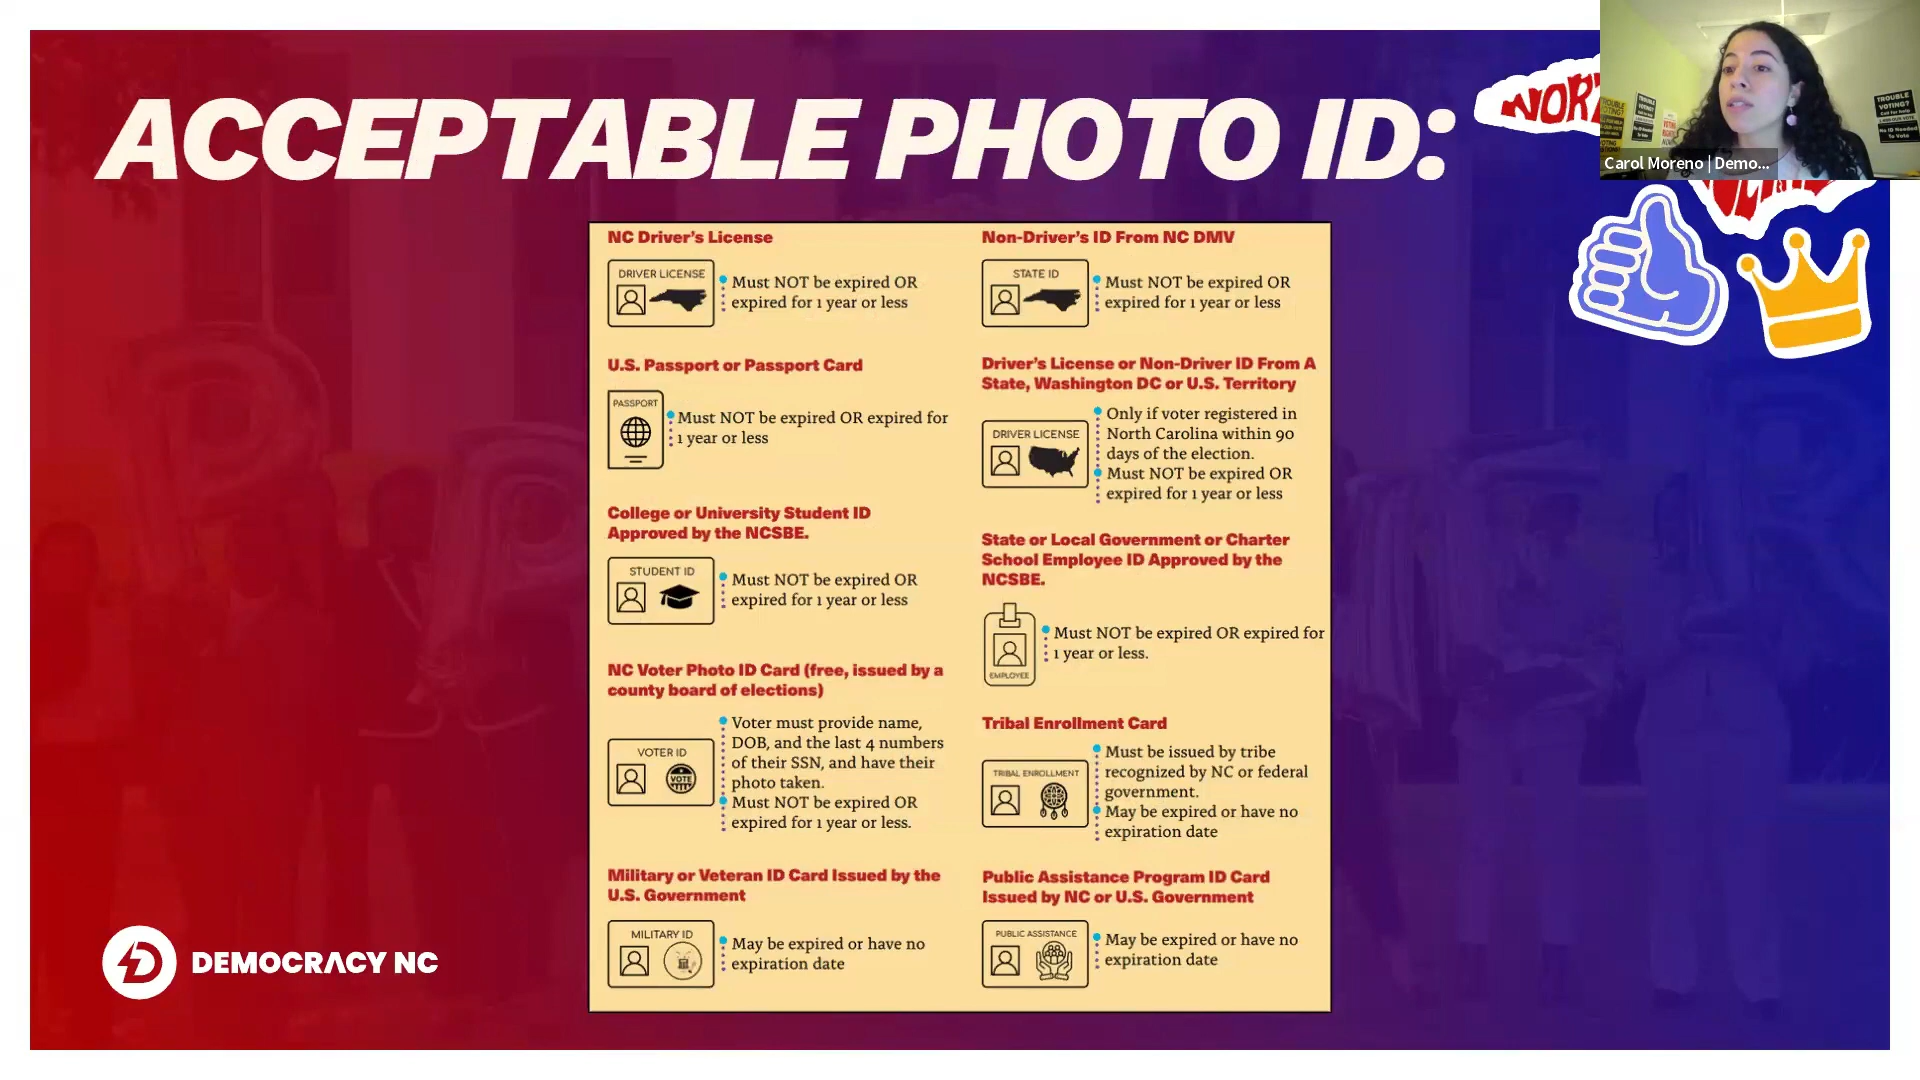 ACCEPTABLE PHOTO ID:
NC Driver's License
DRIVER LICENSE
Must NOT be expired OR
expired for 1 year or less
U.S. Passport or Passport Card
PASSPORT
Must NOT be expired OR expired for
1 year or less
College or University Student ID
Approved by the NCSBE.
STUDENT ID
Must NOT be expired OR
expired for 1 year or less
NC Voter Photo ID Card (free, issued by a
county board of elections)
VOTER ID
VOTE
Voter must provide name,
DOB, and the last 4 numbers
of their SSN, and have their
photo taken.
Must NOT be expired OR
expired for 1 year or less.
Military or Veteran ID Card Issued by the
U.S. Government
MILITARY ID
May be expired or have no
expiration date
Non-Driver's ID From NC DMV
STATE ID
Must NOT be expired OR
expired for 1 year or less
Driver's License or Non-Driver ID From A
State, Washington DC or U.S. Territory
DRIVER LICENSE
Only if voter registered in
North Carolina within 90
days of the election.
Must NOT be expired OR
expired for 1 year or less
State or Local Government or Charter
School Employee ID Approved by the
NCSBE.
EMPLOYEE
Must NOT be expired OR expired for
1 year or less.
Tribal Enrollment Card
TRIBAL ENROLLMENT
Must be issued by tribe
recognized by NC or federal
government.
May be expired or have no
expiration date
Public Assistance Program ID Card
Issued by NC or U.S. Government
PUBLIC ASSISTANCE
May be expired or have no
expiration date
DEMOCRACY NC
Carol Moreno | Demo...
TROUBLE
VOTING?
Call for help
No ID Needed
To Vote